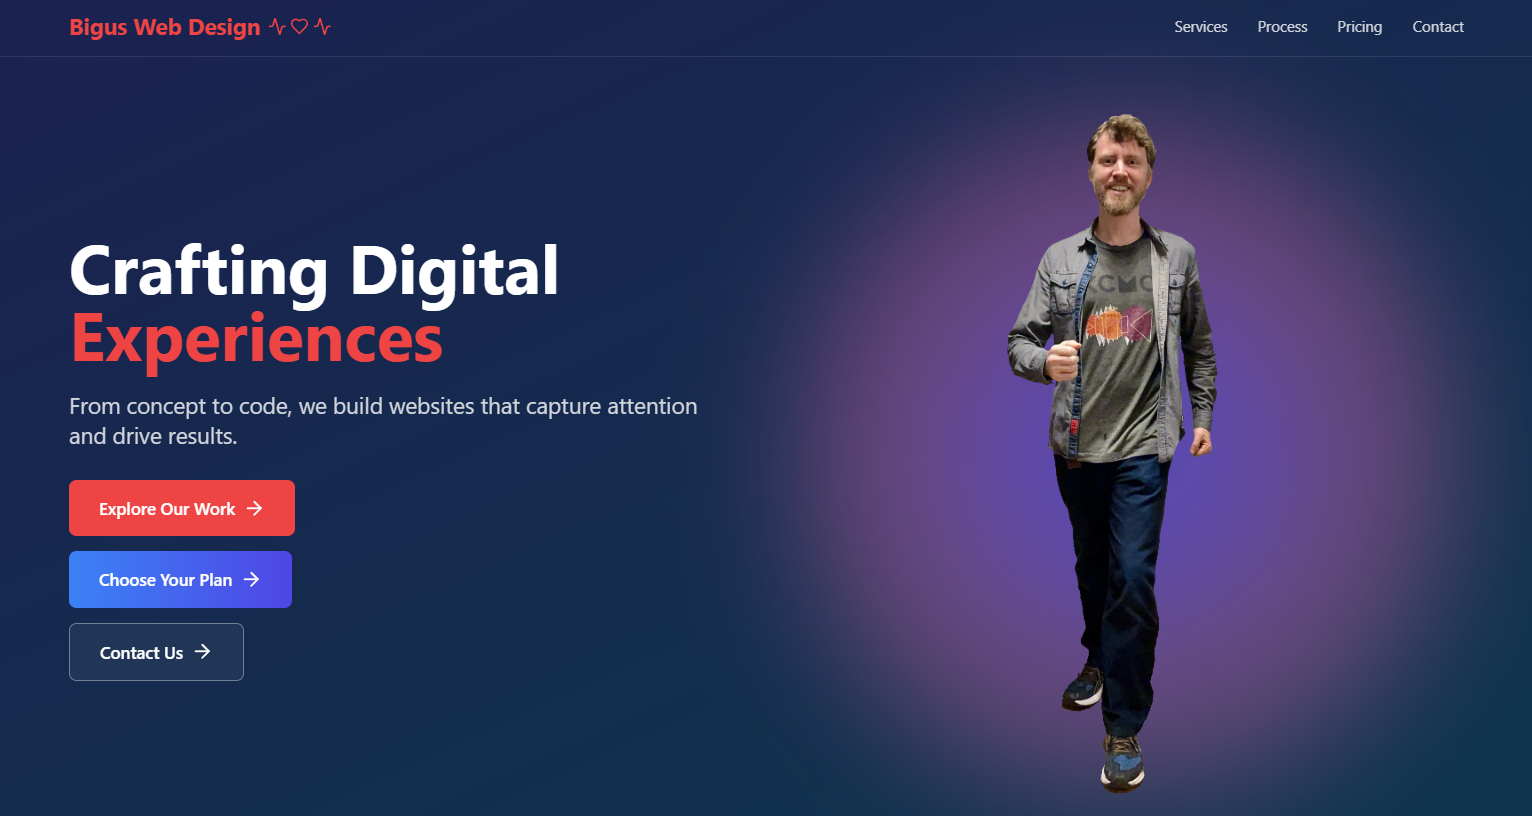 Bigus Web Design
Services
Process
Pricing
Contact
Crafting Digital
Experiences
From concept to code, we build websites that capture attention
and drive results.
Explore Our Work
Choose Your Plan
Contact Us
KCMO